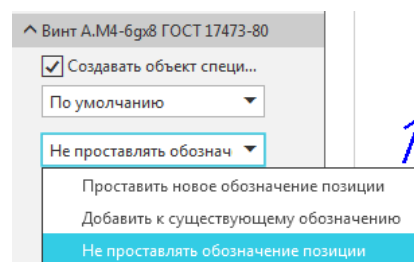 Винт А.М4-6gx8 ГОСТ 17473-80
Создавать объект специ...
По умолчанию
Не проставлять обознач
Проставить новое обозначение позиции
Добавить к существующему обозначению
Не проставлять обозначение позиции